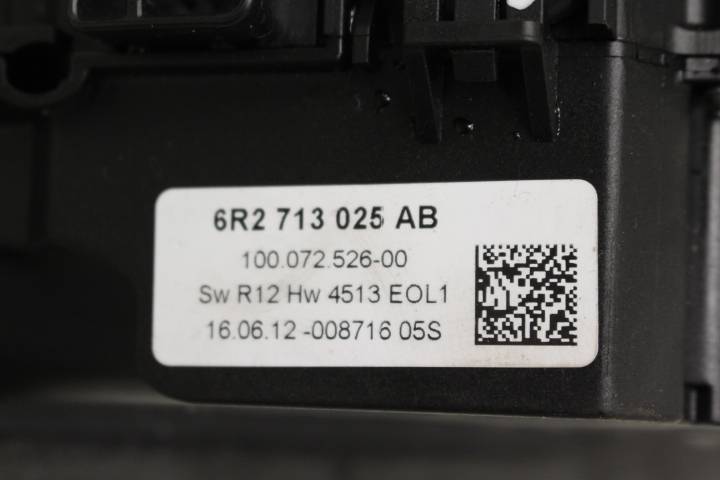 6R2 713 025 AB
100.072.526-00
Sw R12 Hw 4513 EOL1
16.06.12 -008716 05S